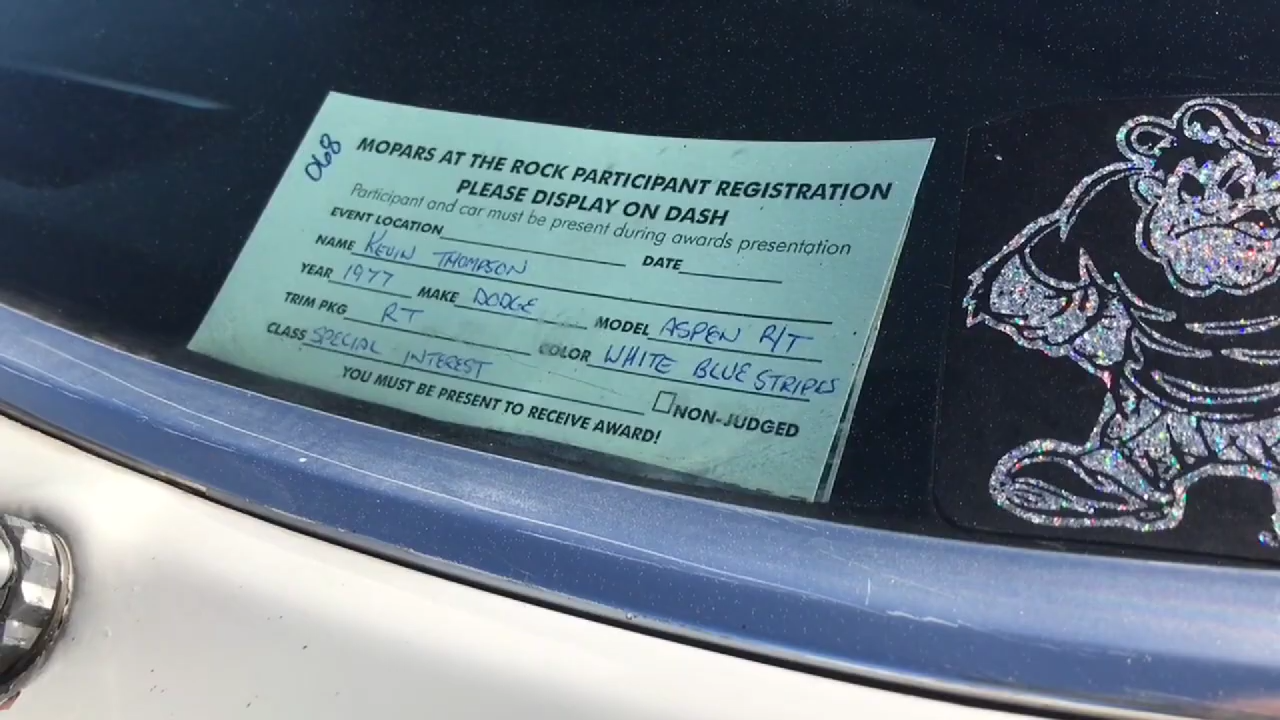 068
MOPARS AT THE ROCK PARTICIPANT REGISTRATION
PLEASE DISPLAY ON DASH
Participant and car must be present during awards presentation
EVENT LOCATION DATE
NAME KEVIN THOMPSON
YEAR 1977 MAKE DODGE MODEL ASPEN R/T
TRIM PKG RT COLOR WHITE BLUE STRIPES
CLASS SPECIAL INTEREST NON-JUDGED
YOU MUST BE PRESENT TO RECEIVE AWARD!